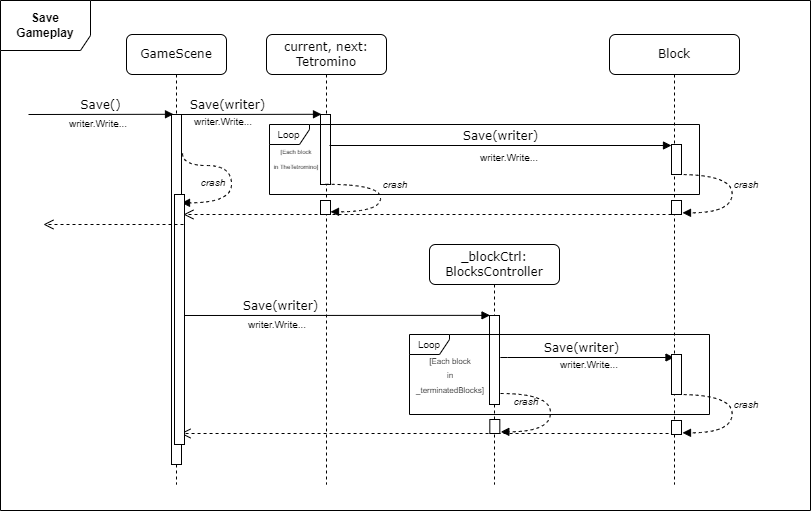 Save
Gameplay
GameScene
current, next:
Tetromino
Block
Save()
writer.Write...
Save(writer)
writer.Write...
Loop
[Each block
in TheTetromino]
Save(writer)
writer.Write...
crash
crash
crash
_blockCtrl:
BlocksController
Save(writer)
writer.Write...
Loop
[Each block
in
_terminatedBlocks]
Save(writer)
writer.Write...
crash
crash